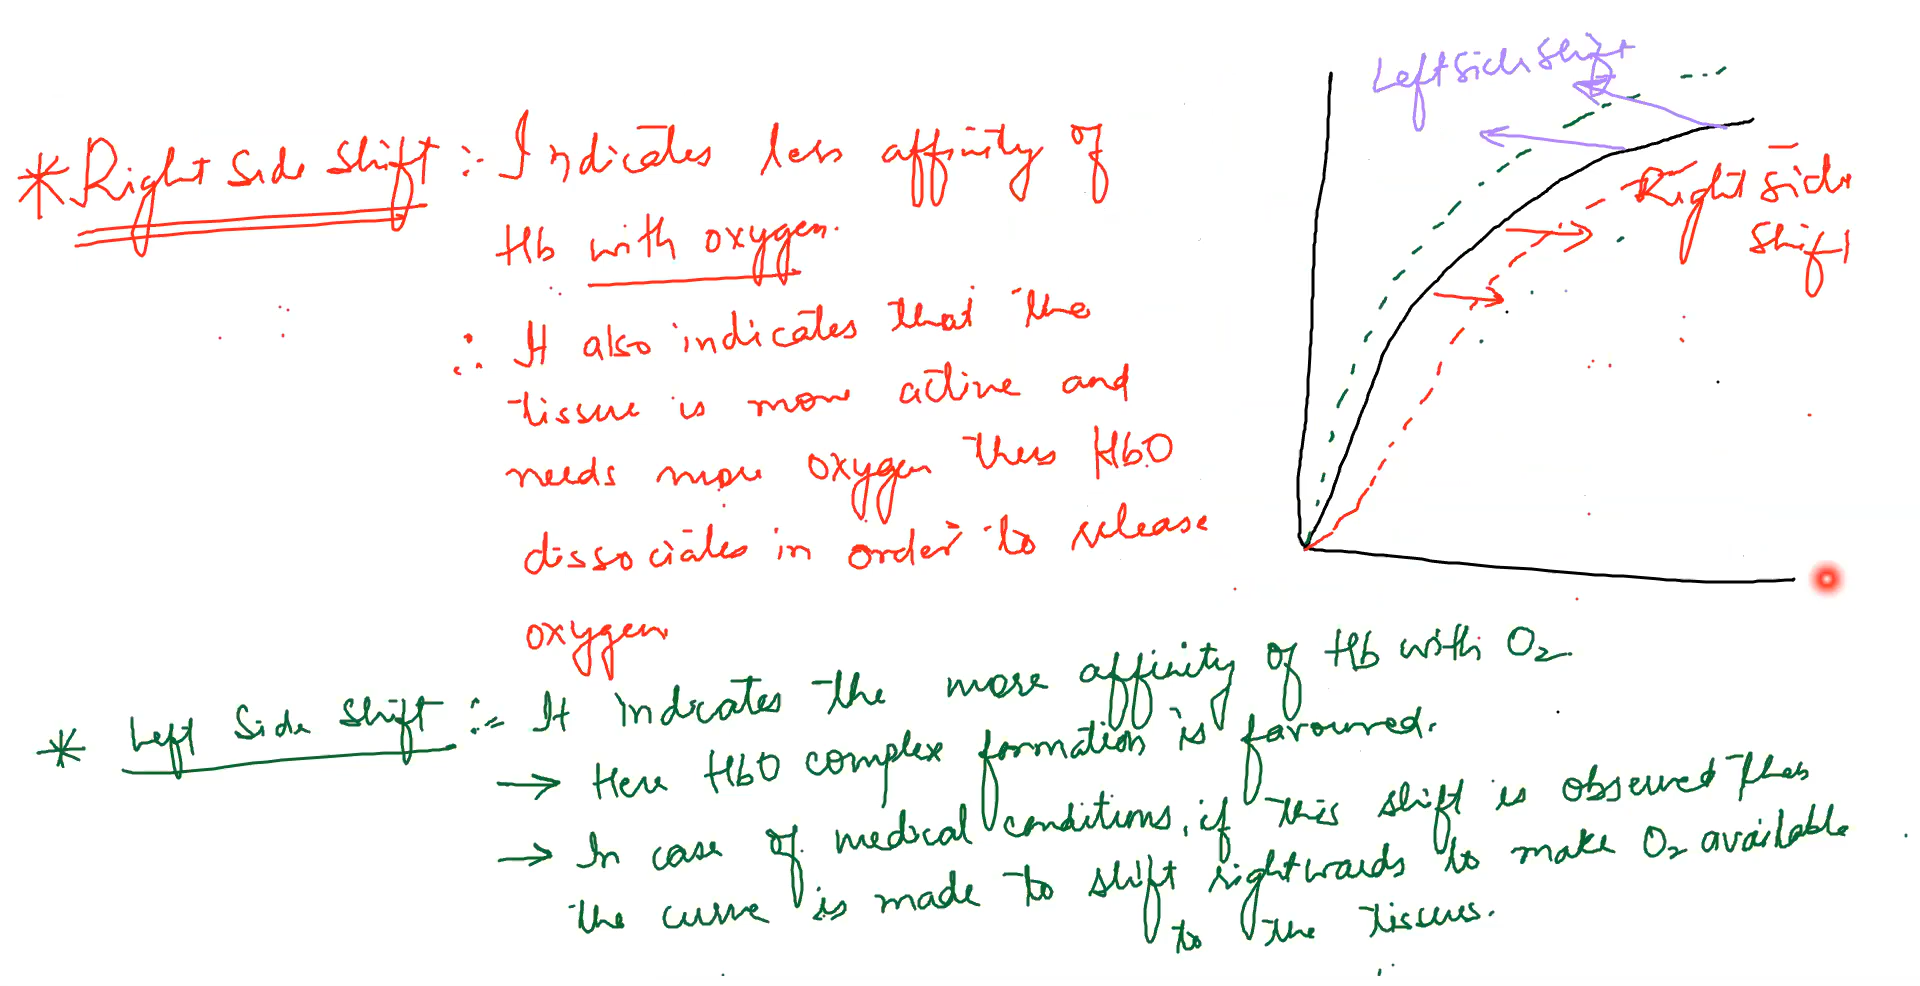 * Right Side Shift :- Indicates less affinity of
Hb with oxygen.
∴ It also indicates that the
tissue is more active and
needs more oxygen thus HbO
dissociates in order to release
oxygen
* Left Side Shift :- It indicates the more affinity of Hb with O₂.
→ Here HbO complex formation is favoured.
→ In case of medical conditions, if this shift is observed thus
the curve is made to shift rightwards to make O₂ available
to the tissues.
Left Side Shift
Right Side
Shift